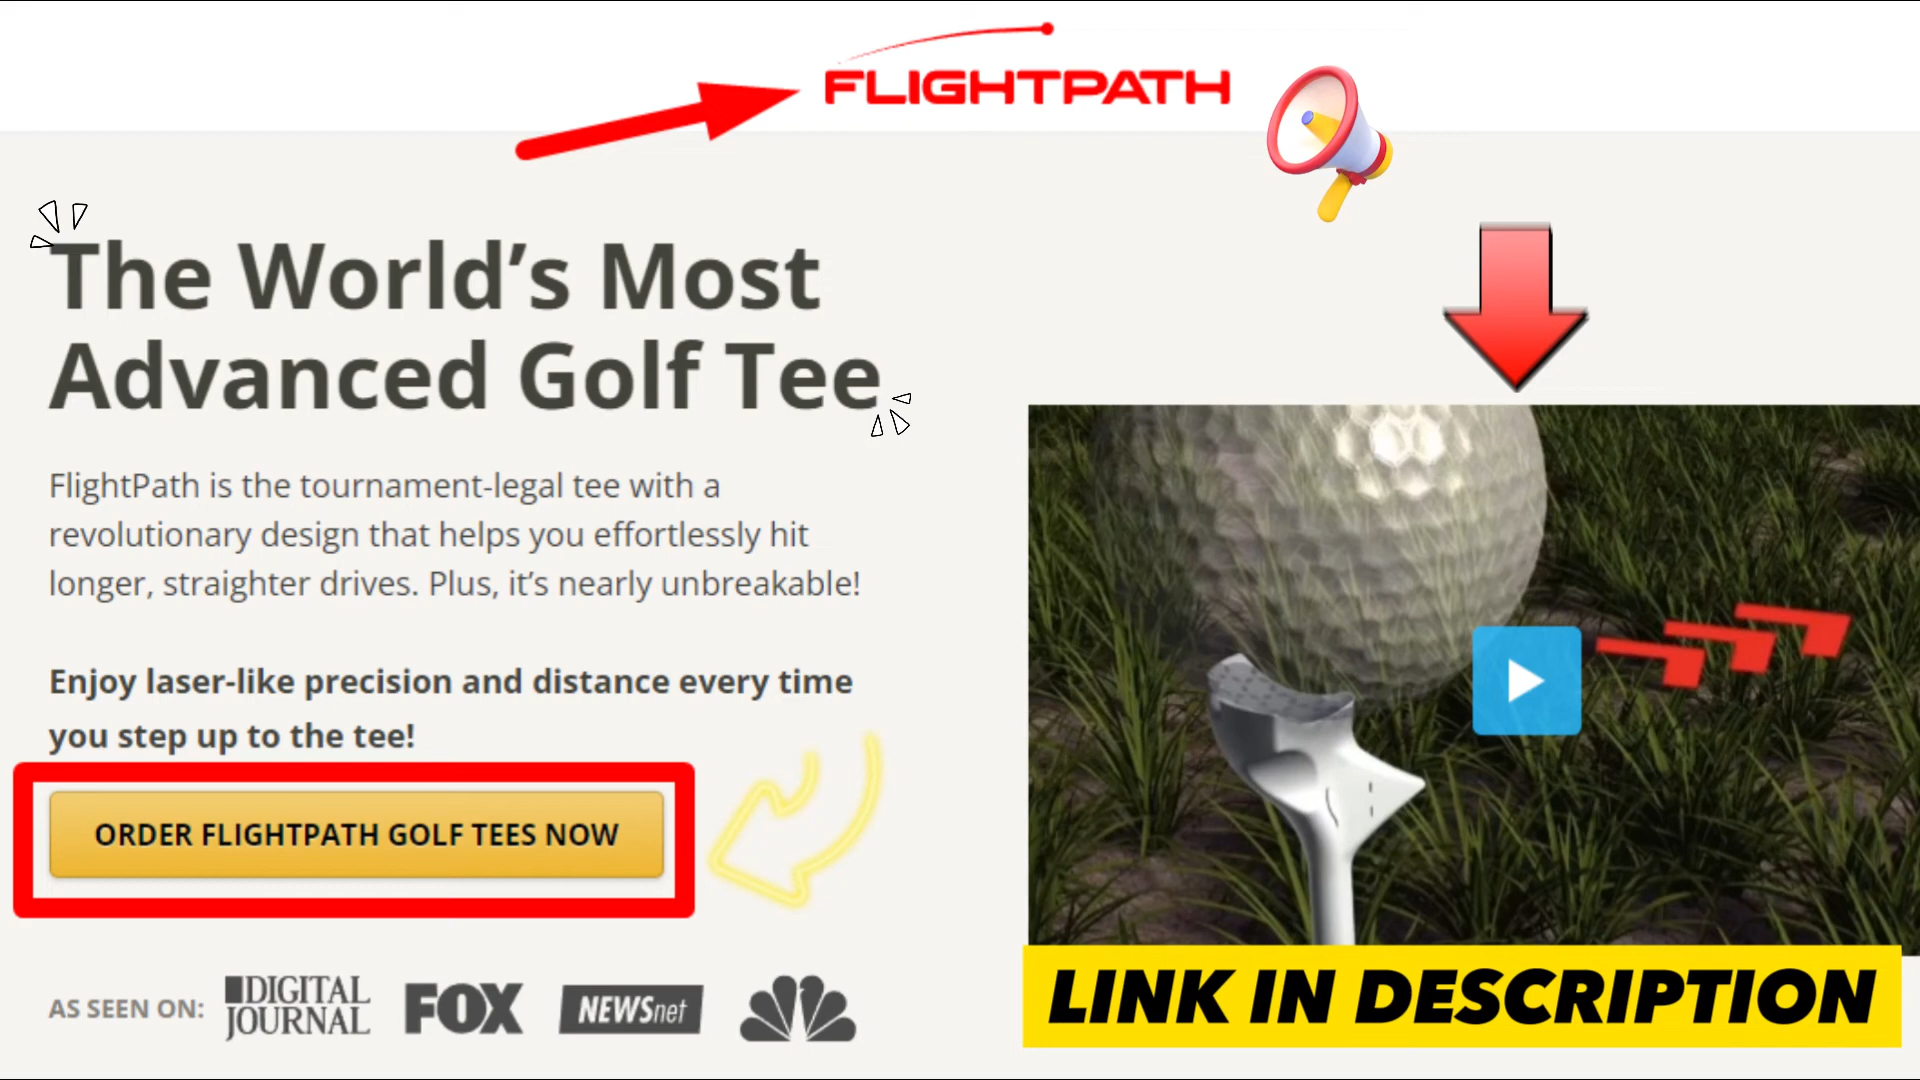 FLIGHTPATH
The World’s Most
Advanced Golf Tee
FlightPath is the tournament-legal tee with a
revolutionary design that helps you effortlessly hit
longer, straighter drives. Plus, it’s nearly unbreakable!
Enjoy laser-like precision and distance every time
you step up to the tee!
ORDER FLIGHTPATH GOLF TEES NOW
AS SEEN ON: DIGITAL JOURNAL FOX NEWSnet
LINK IN DESCRIPTION